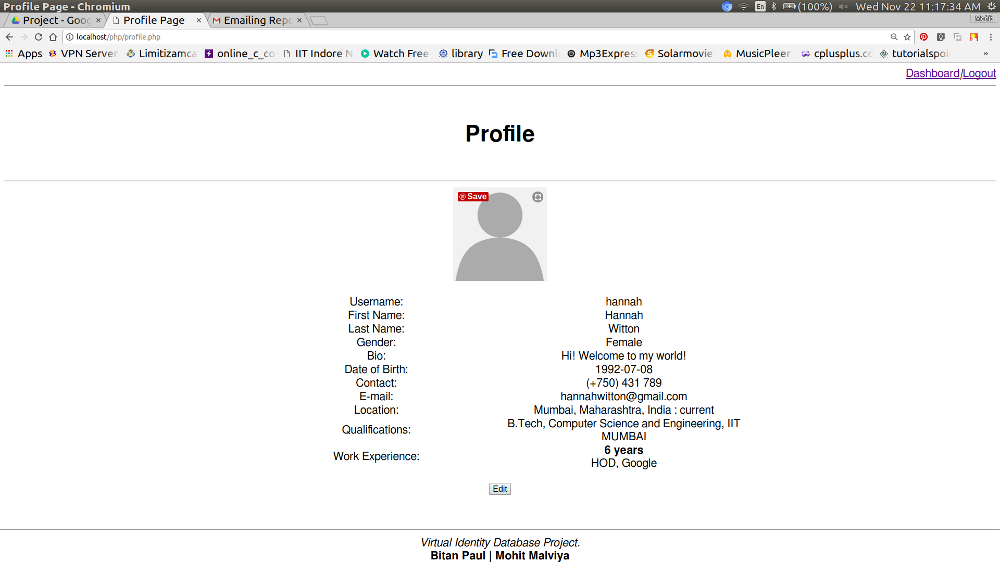 Profile Page - Chromium
En (100%) Wed Nov 22 11:17:34 AM
Project - Goog Profile Page Emailing Repo Mohit
localhost/php/profile.php
Apps VPN Server Limitizamca online_c_co IIT Indore N Watch Free library Free Downl Mp3Express Solarmovie MusicPleer cplusplus.co tutorialspoin »
Dashboard/Logout
Profile
Save
Username: hannah
First Name: Hannah
Last Name: Witton
Gender: Female
Bio: Hi! Welcome to my world!
Date of Birth: 1992-07-08
Contact: (+750) 431 789
E-mail: hannahwitton@gmail.com
Location: Mumbai, Maharashtra, India : current
Qualifications: B.Tech, Computer Science and Engineering, IIT
MUMBAI
Work Experience: 6 years
HOD, Google
Edit
Virtual Identity Database Project.
Bitan Paul | Mohit Malviya